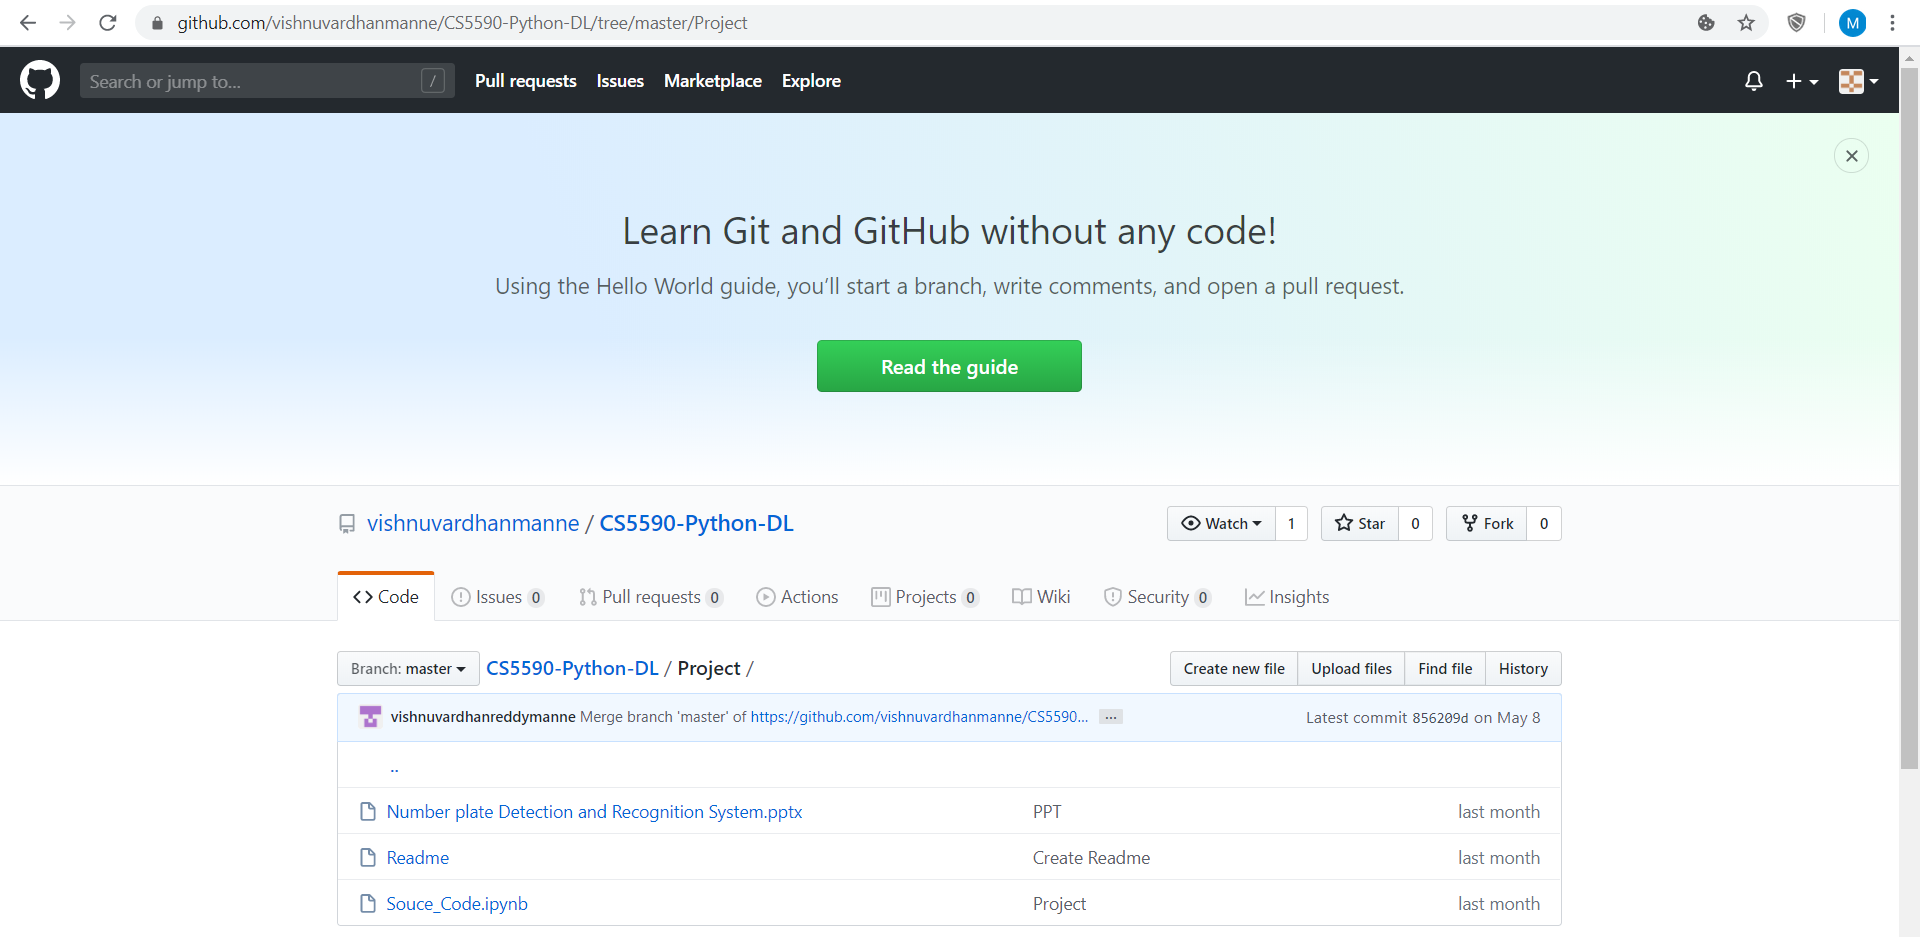 github.com/vishnuvardhanmanne/CS5590-Python-DL/tree/master/Project
M
Search or jump to...
/
Pull requests Issues Marketplace Explore
Learn Git and GitHub without any code!
Using the Hello World guide, you’ll start a branch, write comments, and open a pull request.
Read the guide
vishnuvardhanmanne / CS5590-Python-DL
Watch 1 Star 0 Fork 0
Code Issues 0 Pull requests 0 Actions Projects 0 Wiki Security 0 Insights
Branch: master CS5590-Python-DL / Project /
Create new file Upload files Find file History
vishnuvardhanreddymanne Merge branch 'master' of https://github.com/vishnuvardhanmanne/CS5590... ... Latest commit 856209d on May 8
..
Number plate Detection and Recognition System.pptx PPT last month
Readme Create Readme last month
Souce_Code.ipynb Project last month